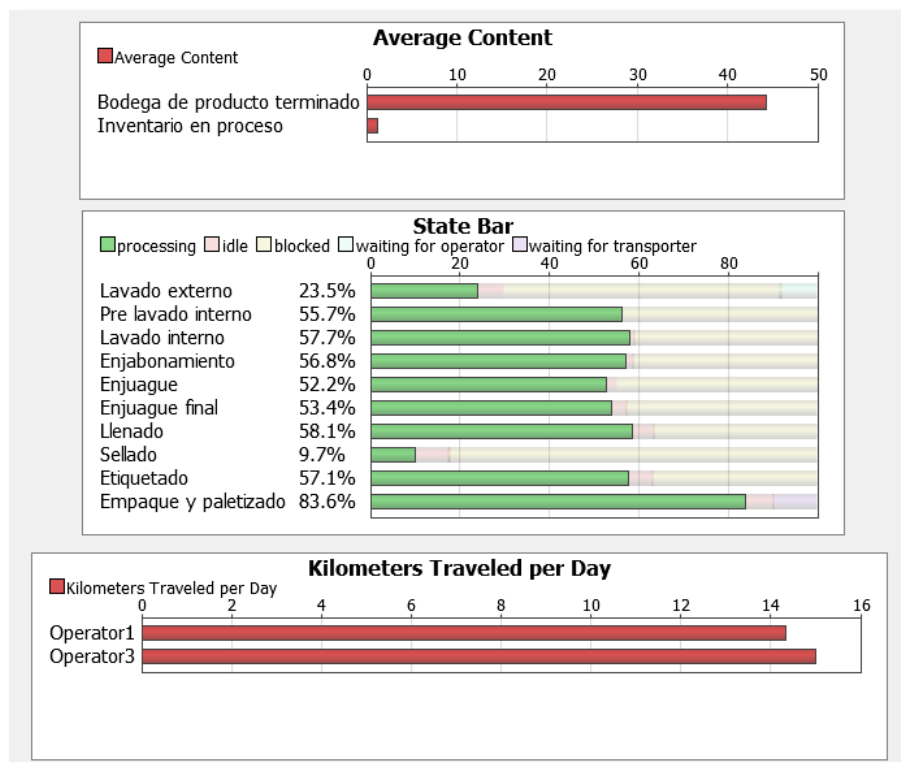 Average Content
Average Content
0 10 20 30 40 50
Bodega de producto terminado
Inventario en proceso
State Bar
processing idle blocked waiting for operator waiting for transporter
0 20 40 60 80
Lavado externo 23.5%
Pre lavado interno 55.7%
Lavado interno 57.7%
Enjabonamiento 56.8%
Enjuague 52.2%
Enjuague final 53.4%
Llenado 58.1%
Sellado 9.7%
Etiquetado 57.1%
Empaque y paletizado 83.6%
Kilometers Traveled per Day
Kilometers Traveled per Day
0 2 4 6 8 10 12 14 16
Operator1
Operator3